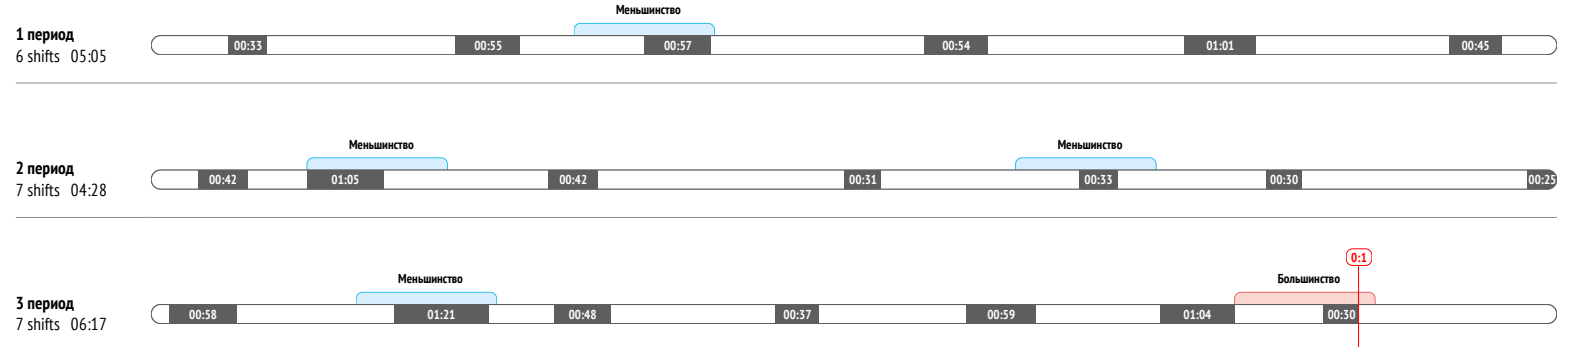 Меньшинство
1 период
6 shifts 05:05
00:33 00:55 00:57 00:54 01:01 00:45
Меньшинство Меньшинство
2 период
7 shifts 04:28
00:42 01:05 00:42 00:31 00:33 00:30 00:25
0:1
Меньшинство Большинство
3 период
7 shifts 06:17
00:58 01:21 00:48 00:37 00:59 01:04 00:30